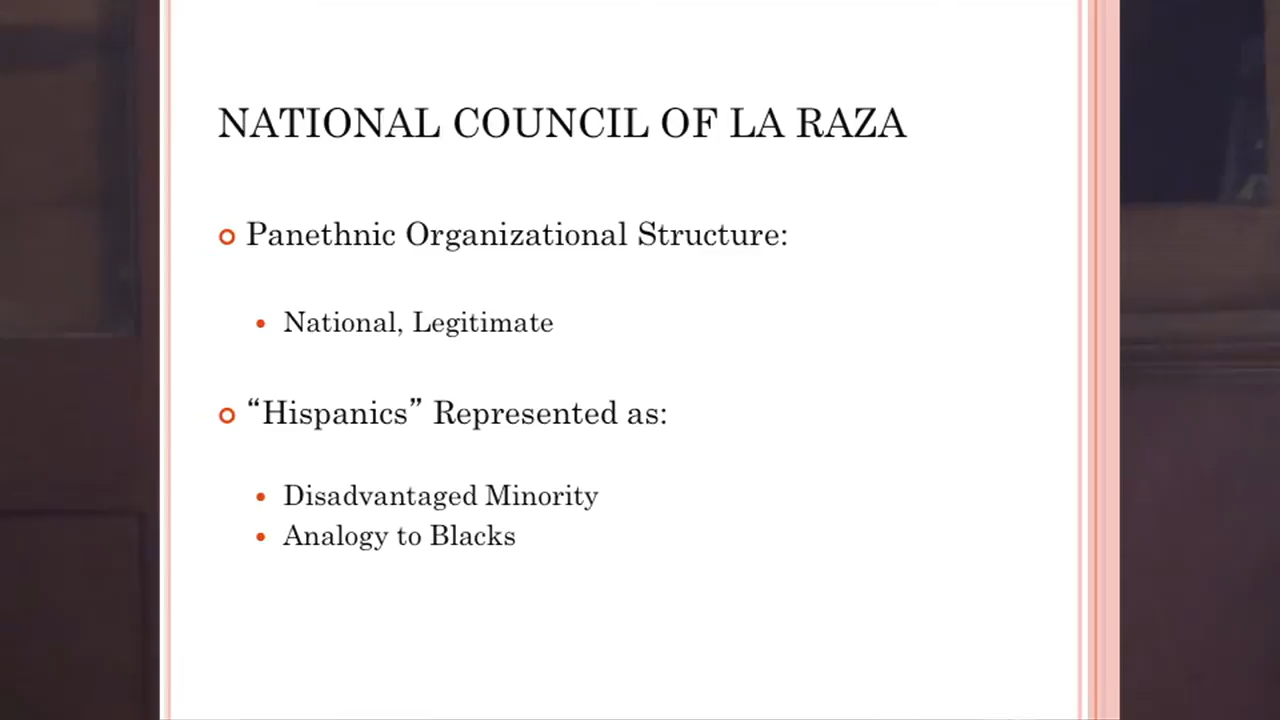 NATIONAL COUNCIL OF LA RAZA
Panethnic Organizational Structure:
National, Legitimate
“Hispanics” Represented as:
Disadvantaged Minority
Analogy to Blacks